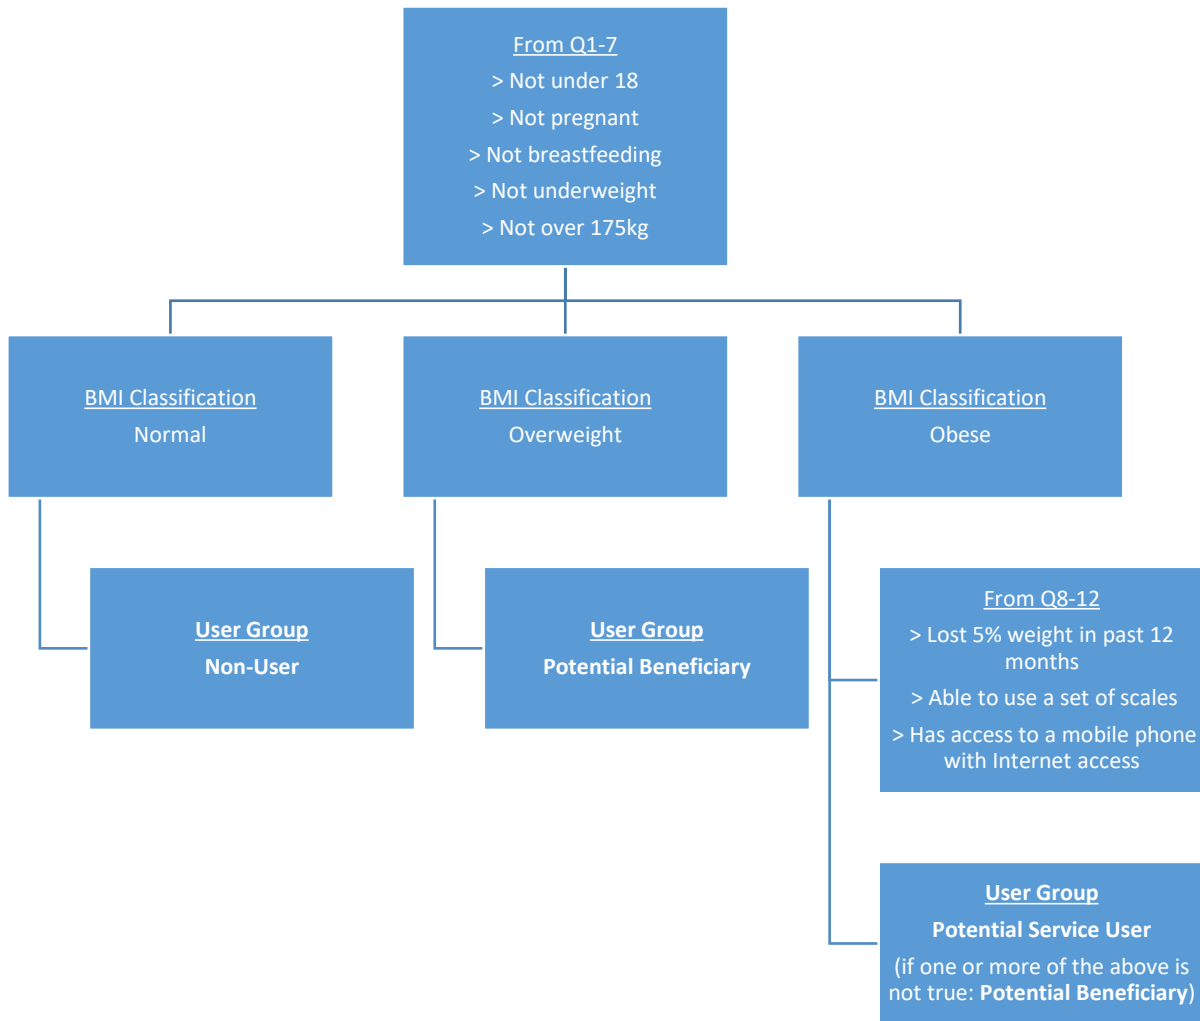 From Q1-7
> Not under 18
> Not pregnant
> Not breastfeeding
> Not underweight
> Not over 175kg
BMI Classification
Normal
BMI Classification
Overweight
BMI Classification
Obese
User Group
Non-User
User Group
Potential Beneficiary
From Q8-12
> Lost 5% weight in past 12
months
> Able to use a set of scales
> Has access to a mobile phone
with Internet access
User Group
Potential Service User
(if one or more of the above is
not true: Potential Beneficiary)